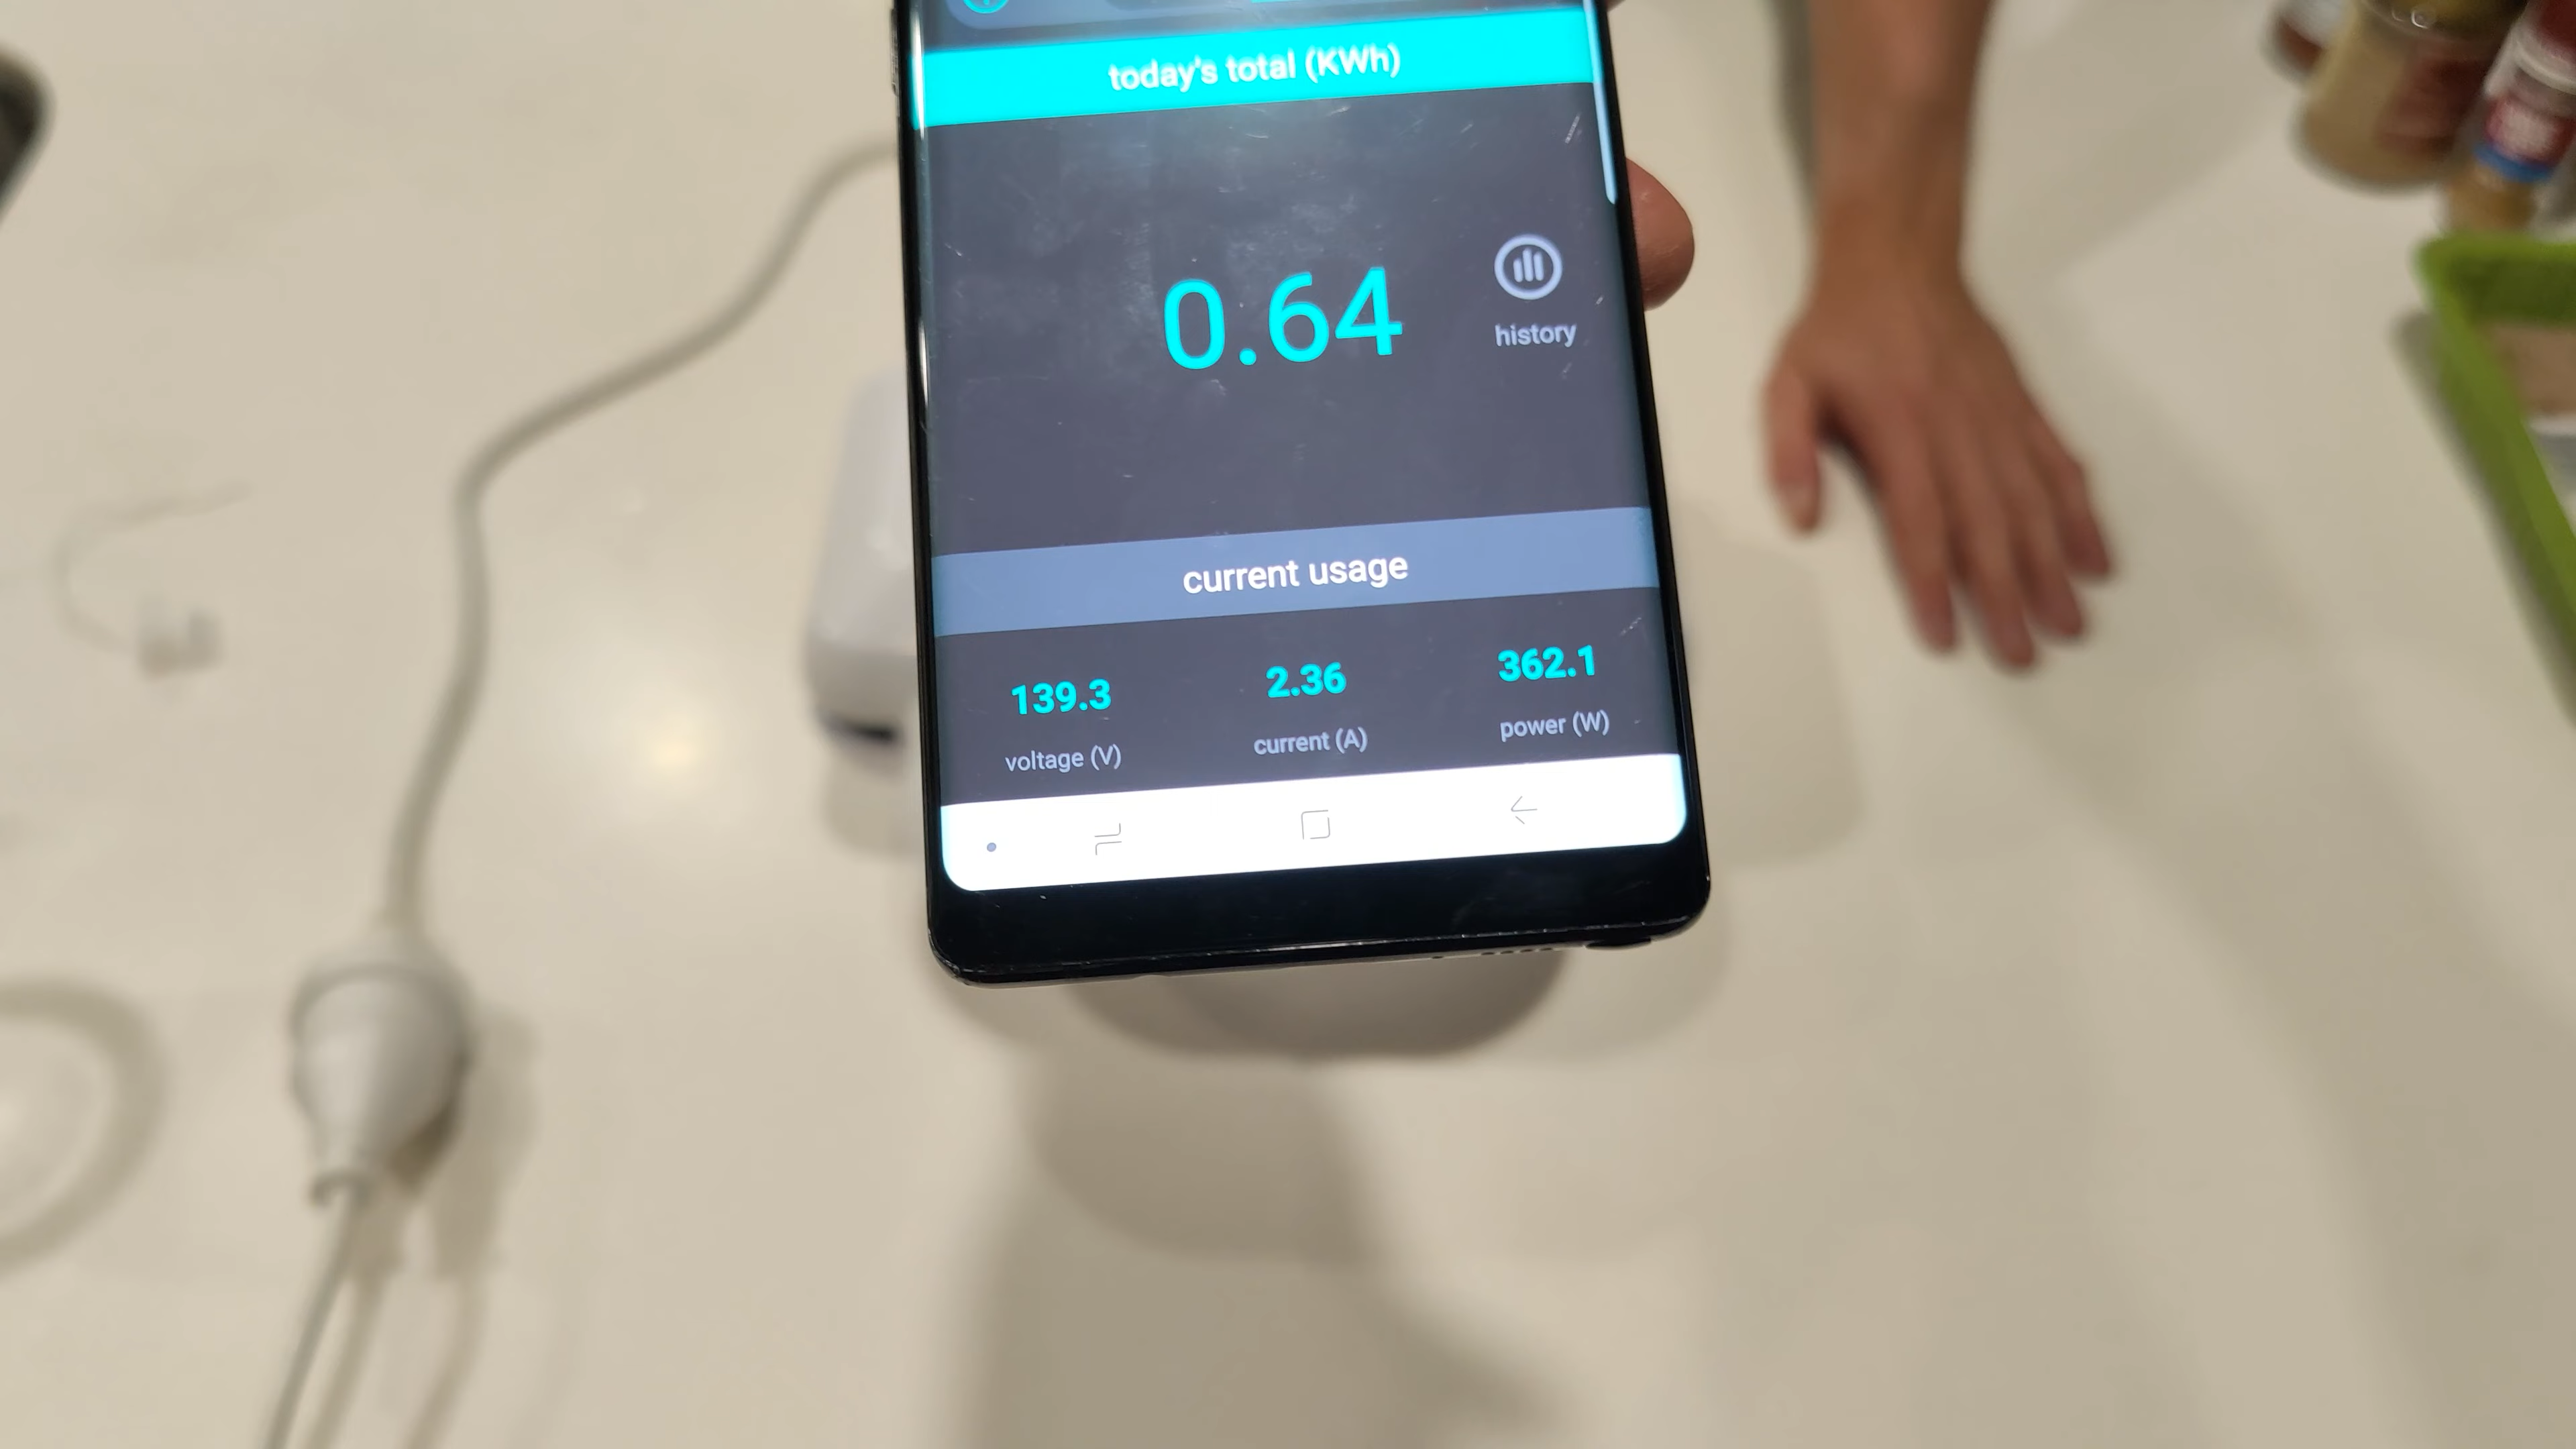 today's total (KWh)
0.64
history
current usage
139.3
2.36
362.1
voltage (V)
current (A)
power (W)